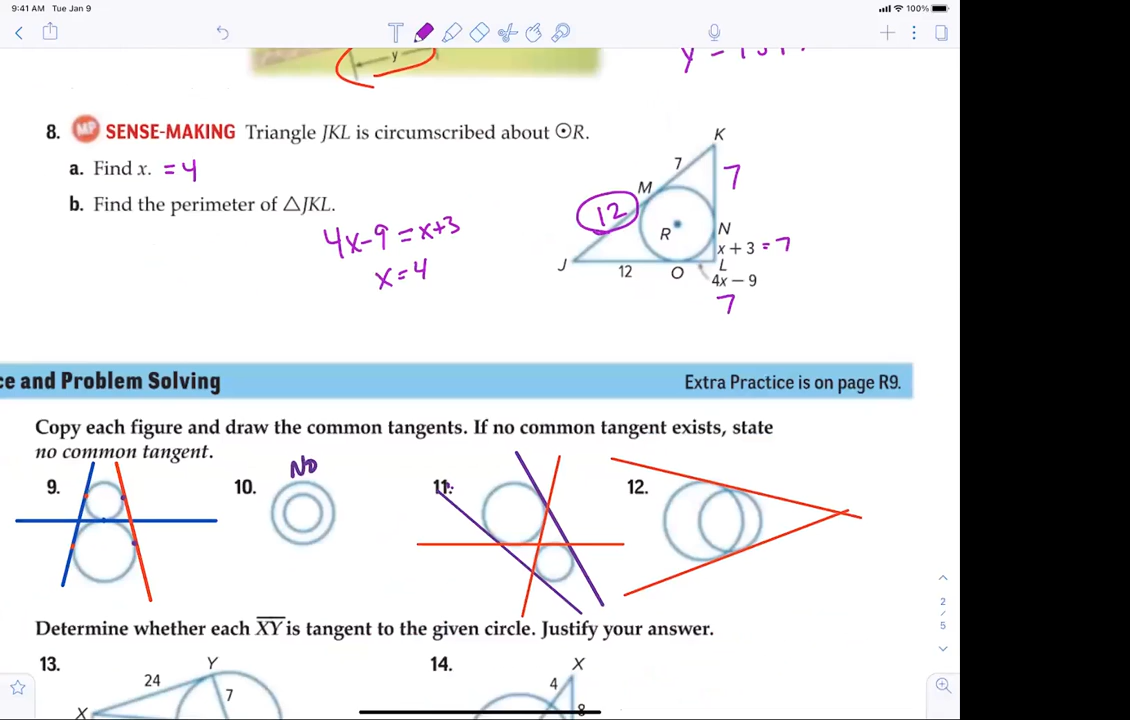 9:41 AM Tue Jan 9
100%
y
8. MP SENSE-MAKING Triangle JKL is circumscribed about ⊙R.
a. Find x. = 4
b. Find the perimeter of △JKL.
4x-9 = x+3
x = 4
K
7
7
M
12
R
N
x + 3 = 7
J
12
O
L
4x − 9
7
ce and Problem Solving
Extra Practice is on page R9.
Copy each figure and draw the common tangents. If no common tangent exists, state
no common tangent.
9.
10.
No
11.
12.
Determine whether each XY is tangent to the given circle. Justify your answer.
13.
24
Y
7
X
14.
X
4
8
2
/
5